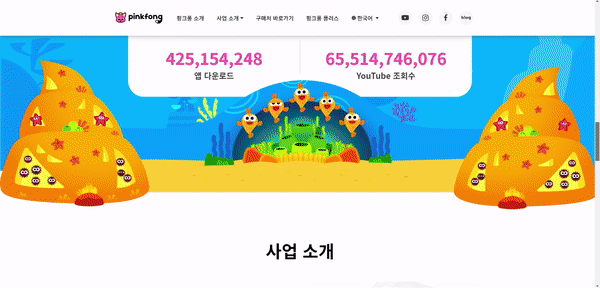 pinkfong 핑크퐁 소개 사업 소개 구매처 바로가기 핑크퐁 플러스 한국어 blog
425,154,248 65,514,746,076
앱 다운로드 YouTube 조회수
사업 소개